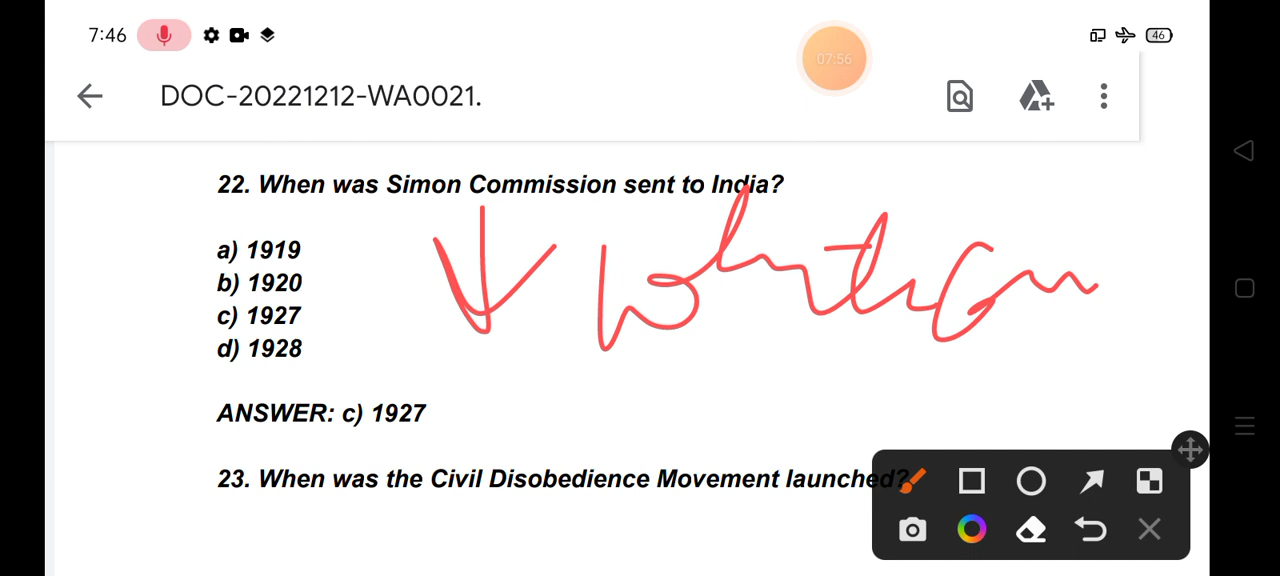 7:46
46
07:56
DOC-20221212-WA0021.
22. When was Simon Commission sent to India?
a) 1919
b) 1920
c) 1927
d) 1928
ANSWER: c) 1927
23. When was the Civil Disobedience Movement launched?